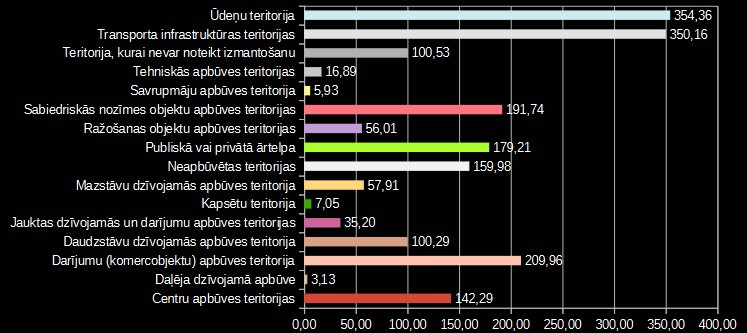 Ūdeņu teritorija 354,36
Transporta infrastruktūras teritorijas 350,16
Teritorija, kurai nevar noteikt izmantošanu 100,53
Tehniskās apbūves teritorijas 16,89
Savrupmāju apbūves teritorija 5,93
Sabiedriskās nozīmes objektu apbūves teritorijas 191,74
Ražošanas objektu apbūves teritorijas 56,01
Publiskā vai privātā ārtelpa 179,21
Neapbūvētas teritorijas 159,98
Mazstāvu dzīvojamās apbūves teritorija 57,91
Kapsētu teritorija 7,05
Jauktas dzīvojamās un darījumu apbūves teritorijas 35,20
Daudzstāvu dzīvojamās apbūves teritorija 100,29
Darījumu (komercobjektu) apbūves teritorija 209,96
Daļēja dzīvojamā apbūve 3,13
Centru apbūves teritorijas 142,29
0,00 50,00 100,00 150,00 200,00 250,00 300,00 350,00 400,00